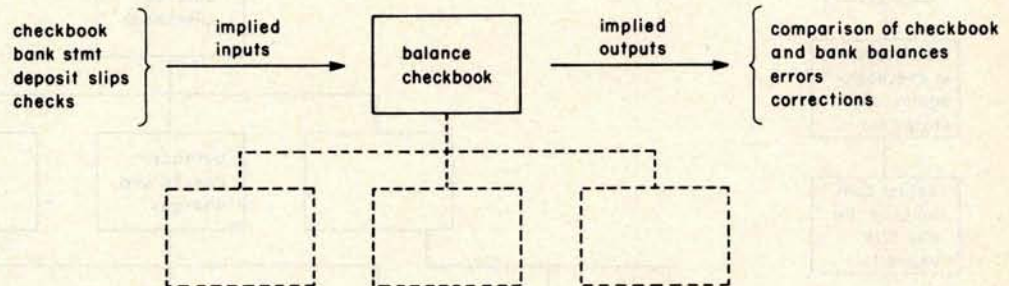 checkbook
bank stmt
deposit slips
checks
implied
inputs
balance
checkbook
implied
outputs
comparison of checkbook
and bank balances
errors
corrections